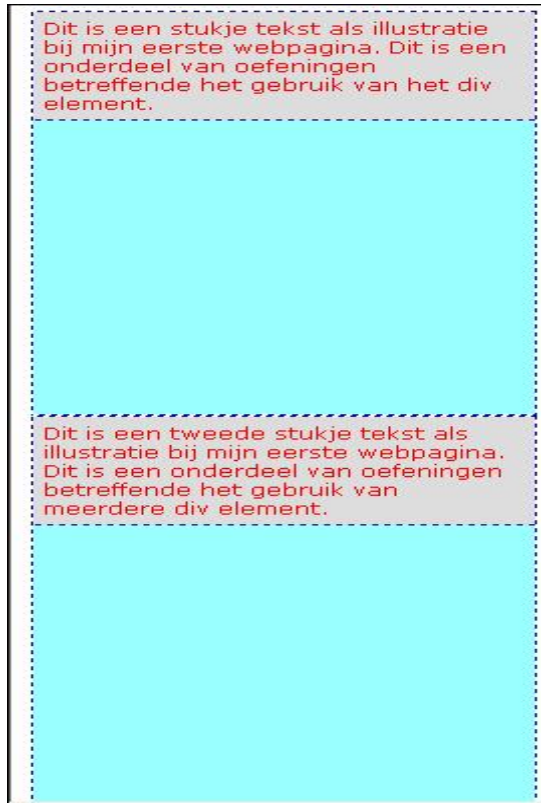 Dit is een stukje tekst als illustratie
bij mijn eerste webpagina. Dit is een
onderdeel van oefeningen
betreffende het gebruik van het div
element.
Dit is een tweede stukje tekst als
illustratie bij mijn eerste webpagina.
Dit is een onderdeel van oefeningen
betreffende het gebruik van
meerdere div element.